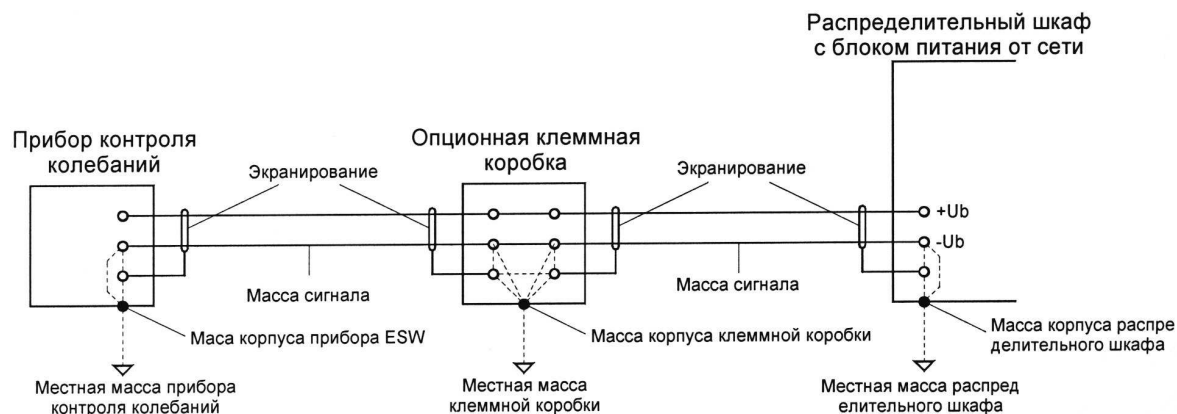 Распределительный шкаф
с блоком питания от сети
Прибор контроля
колебаний
Опционная клеммная
коробка
Экранирование
Экранирование
+Ub
-Ub
Масса сигнала
Масса сигнала
Маса корпуса прибора ESW
Масса корпуса клеммной коробки
Масса корпуса распре
делительного шкафа
Местная масса прибора
контроля колебаний
Местная масса
клеммной коробки
Местная масса распред
елительного шкафа